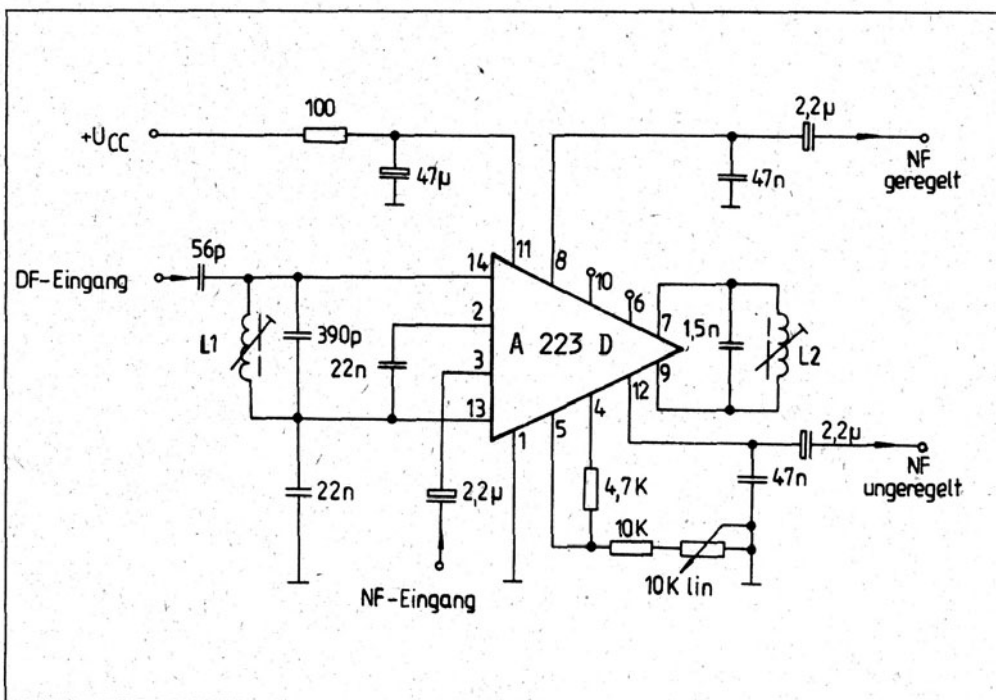 100
+UCC
47µ
2,2µ
47n
NF
geregelt
56p
DF-Eingang
14
11
8
10
6
L1
390p
22n
2
3
13
A 223 D
7
9
12
4
5
1
1,5n
L2
22n
2,2µ
4,7K
10K
10K lin
47n
2,2µ
NF
ungeregelt
NF-Eingang